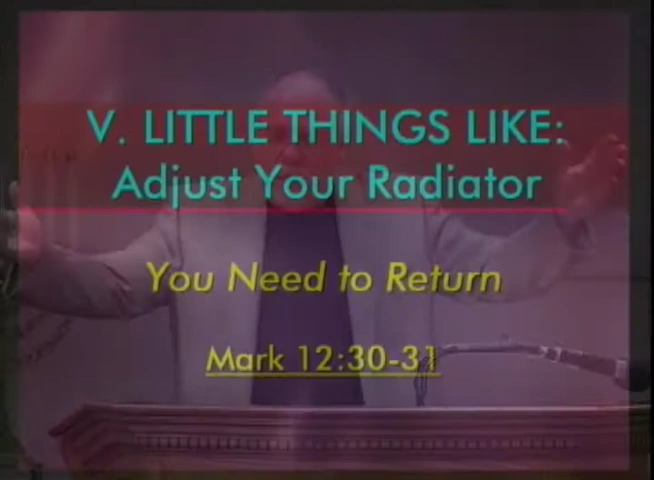 V. LITTLE THINGS LIKE:
Adjust Your Radiator
You Need to Return
Mark 12:30-31